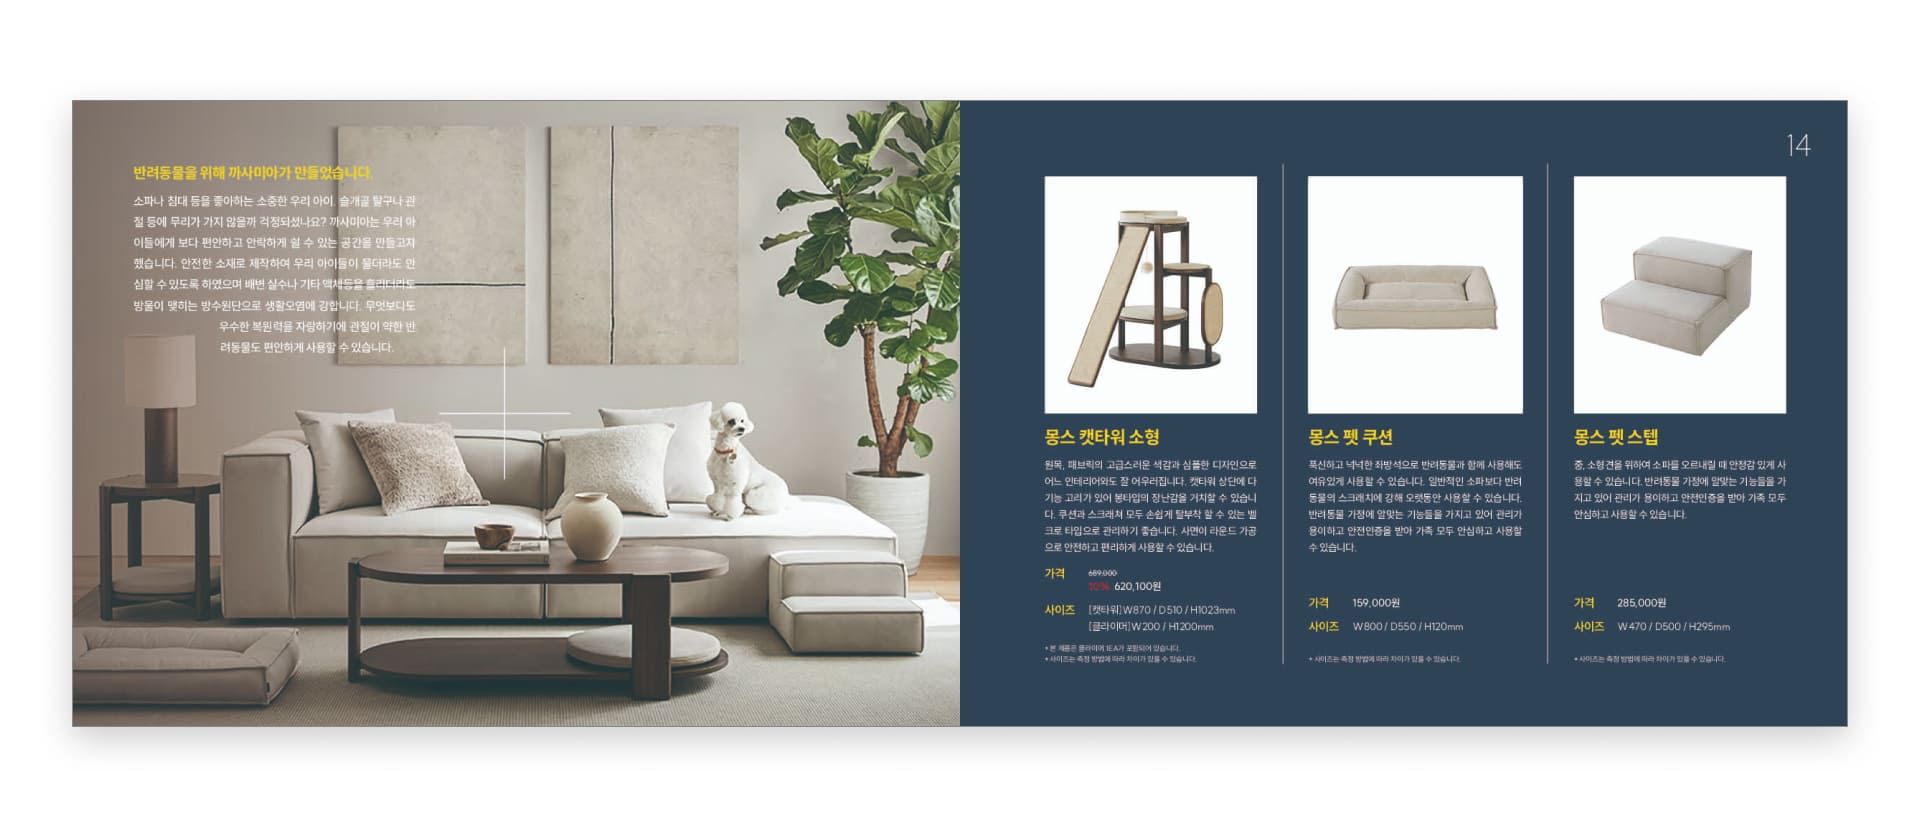 반려동물을 위해 까사미아가 만들었습니다.
소파나 침대 등을 좋아하는 소중한 우리 아이. 슬개골 탈구나 관
절 등에 무리가 가지 않을까 걱정되셨나요? 까사미아는 우리 아
이들에게 보다 편안하고 안락하게 쉴 수 있는 공간을 만들고자
했습니다. 안전한 소재로 제작하여 우리 아이들이 물더라도 안
심할 수 있도록 하였으며 배변 실수나 기타 액체등을 흘리더라도
방울이 맺히는 방수원단으로 생활오염에 강합니다. 무엇보다도
우수한 복원력을 자랑하기에 관절이 약한 반
려동물도 편안하게 사용할 수 있습니다.
14
몽스 캣타워 소형
원목, 패브릭의 고급스러운 색감과 심플한 디자인으로
어느 인테리어와도 잘 어우러집니다. 캣타워 상단에 다
기능 고리가 있어 봉타입의 장난감을 거치할 수 있습니
다. 쿠션과 스크래쳐 모두 손쉽게 탈부착 할 수 있는 벨
크로 타입으로 관리하기 좋습니다. 사면이 라운드 가공
으로 안전하고 편리하게 사용할 수 있습니다.
가격 689,000
10% 620,100원
사이즈 [캣타워]W870 / D510 / H1023mm
[클라이머]W200 / H1200mm
* 본 제품은 클라이머 1EA가 포함되어 있습니다.
* 사이즈는 측정 방법에 따라 차이가 있을 수 있습니다.
몽스 펫 쿠션
푹신하고 넉넉한 좌방석으로 반려동물과 함께 사용해도
여유있게 사용할 수 있습니다. 일반적인 소파보다 반려
동물의 스크래치에 강해 오랫동안 사용할 수 있습니다.
반려동물 가정에 알맞는 기능들을 가지고 있어 관리가
용이하고 안전인증을 받아 가족 모두 안심하고 사용할
수 있습니다.
가격 159,000원
사이즈 W800 / D550 / H120mm
* 사이즈는 측정 방법에 따라 차이가 있을 수 있습니다.
몽스 펫 스텝
중, 소형견을 위하여 소파를 오르내릴 때 안정감 있게 사
용할 수 있습니다. 반려동물 가정에 알맞는 기능들을 가
지고 있어 관리가 용이하고 안전인증을 받아 가족 모두
안심하고 사용할 수 있습니다.
가격 285,000원
사이즈 W470 / D500 / H295mm
* 사이즈는 측정 방법에 따라 차이가 있을 수 있습니다.